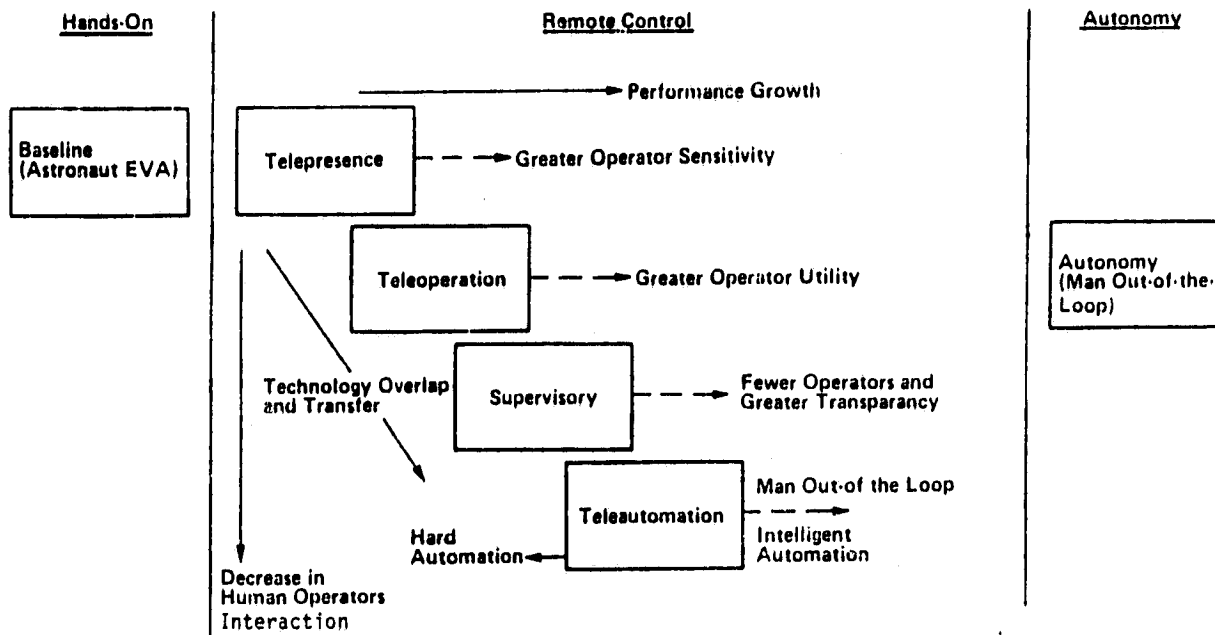 Hands-On
Remote Control
Autonomy
Performance Growth
Baseline
(Astronaut EVA)
Telepresence
Greater Operator Sensitivity
Teleoperation
Greater Operator Utility
Autonomy
(Man Out-of-the-
Loop)
Technology Overlap
and Transfer
Supervisory
Fewer Operators and
Greater Transparancy
Teleautomation
Man Out-of the Loop
Intelligent
Automation
Hard
Automation
Decrease in
Human Operators
Interaction